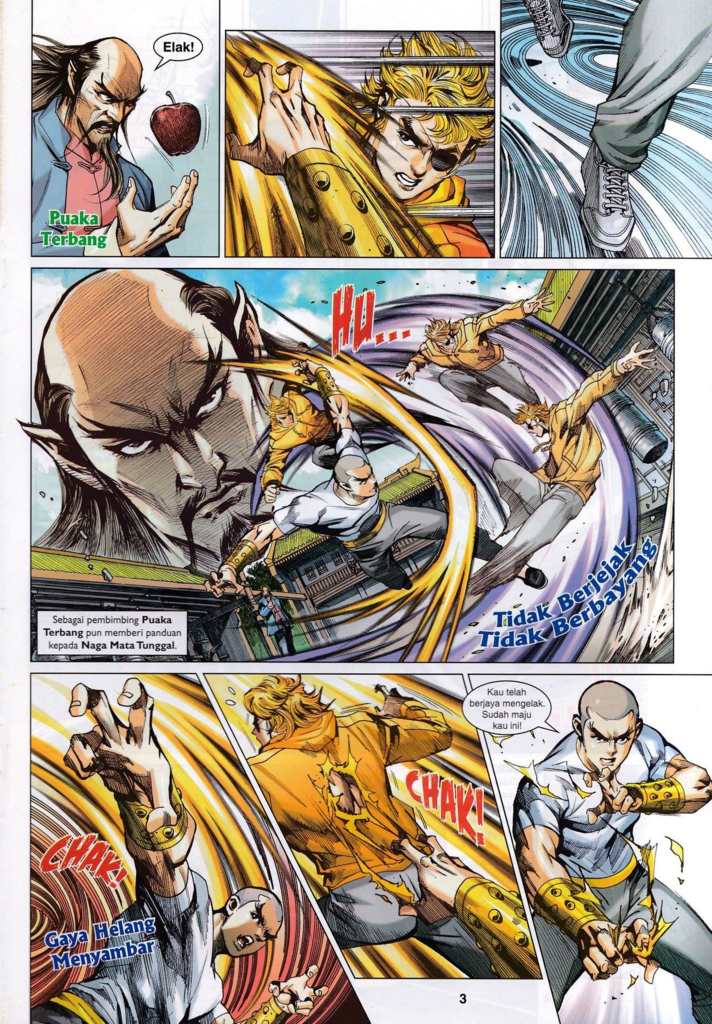 Elak!
Puaka
Terbang
HU...
Sebagai pembimbing Puaka
Terbang pun memberi panduan
kepada Naga Mata Tunggal.
Tidak Berjejak
Tidak Berbayang
CHAK!
Gaya Helang
Menyambar
CHAK!
Kau telah
berjaya mengelak.
Sudah maju
kau ini!
3